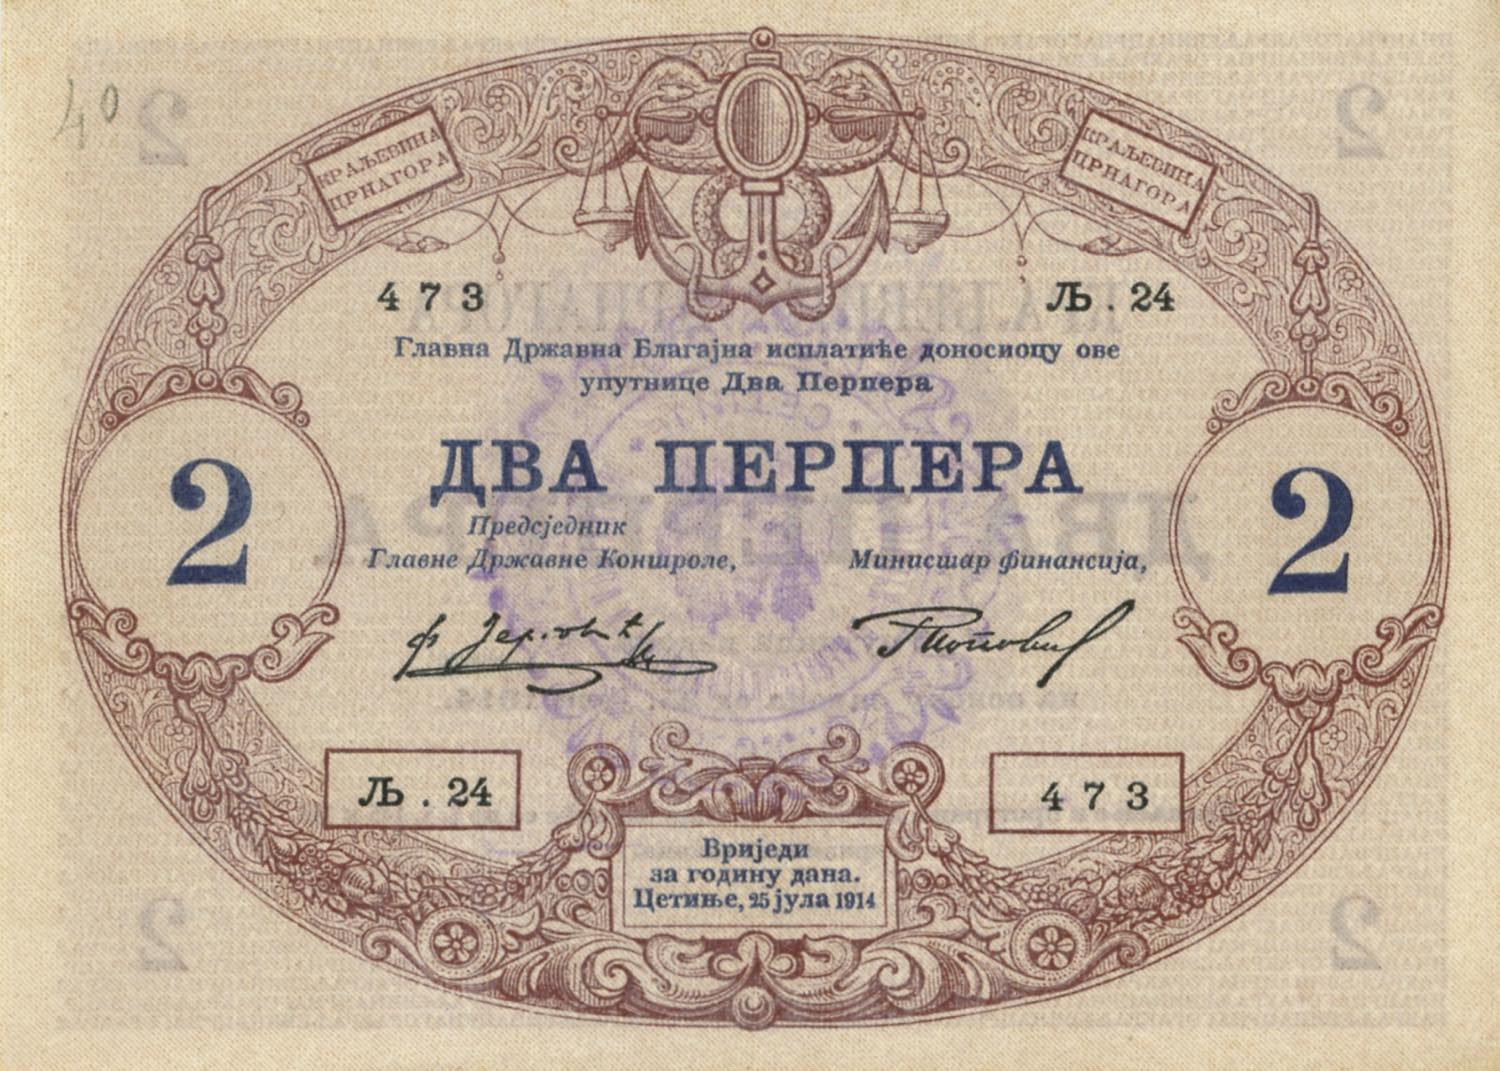 40
КРАЉЕВИНА
ЦРНАГОРА
КРАЉЕВИНА
ЦРНАГОРА
473 Љ. 24
Главна Државна Благајна исплатиће доносиоцу ове
упутнице Два Перпера
ДВА ПЕРПЕРА
2 2
Предсједник
Главне Државне Контроле, Министар финансија,
Љ. 24 473
Вриједи
за годину дана.
Цетиње, 25 јула 1914